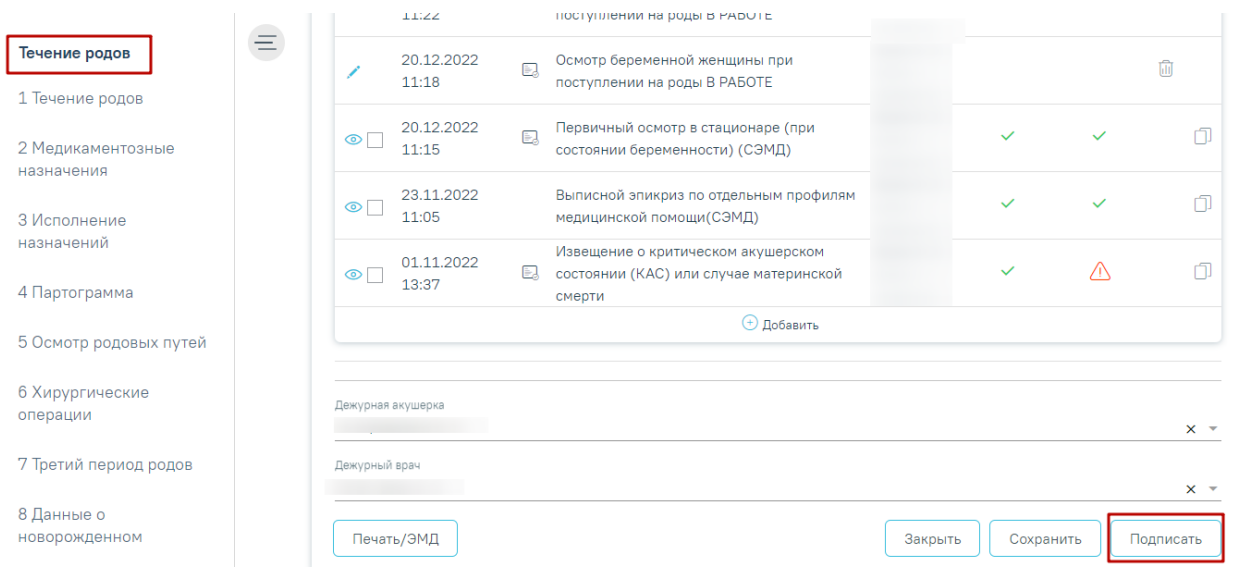 Течение родов
1 Течение родов
2 Медикаментозные
назначения
3 Исполнение
назначений
4 Партограмма
5 Осмотр родовых путей
6 Хирургические
операции
7 Третий период родов
8 Данные о
новорожденном
11:22
поступлении на роды В РАБОТЕ
20.12.2022
11:18
Осмотр беременной женщины при
поступлении на роды В РАБОТЕ
20.12.2022
11:15
Первичный осмотр в стационаре (при
состоянии беременности) (СЭМД)
23.11.2022
11:05
Выписной эпикриз по отдельным профилям
медицинской помощи(СЭМД)
01.11.2022
13:37
Извещение о критическом акушерском
состоянии (КАС) или случае материнской
смерти
Добавить
Дежурная акушерка
Дежурный врач
Печать/ЭМД
Закрыть
Сохранить
Подписать